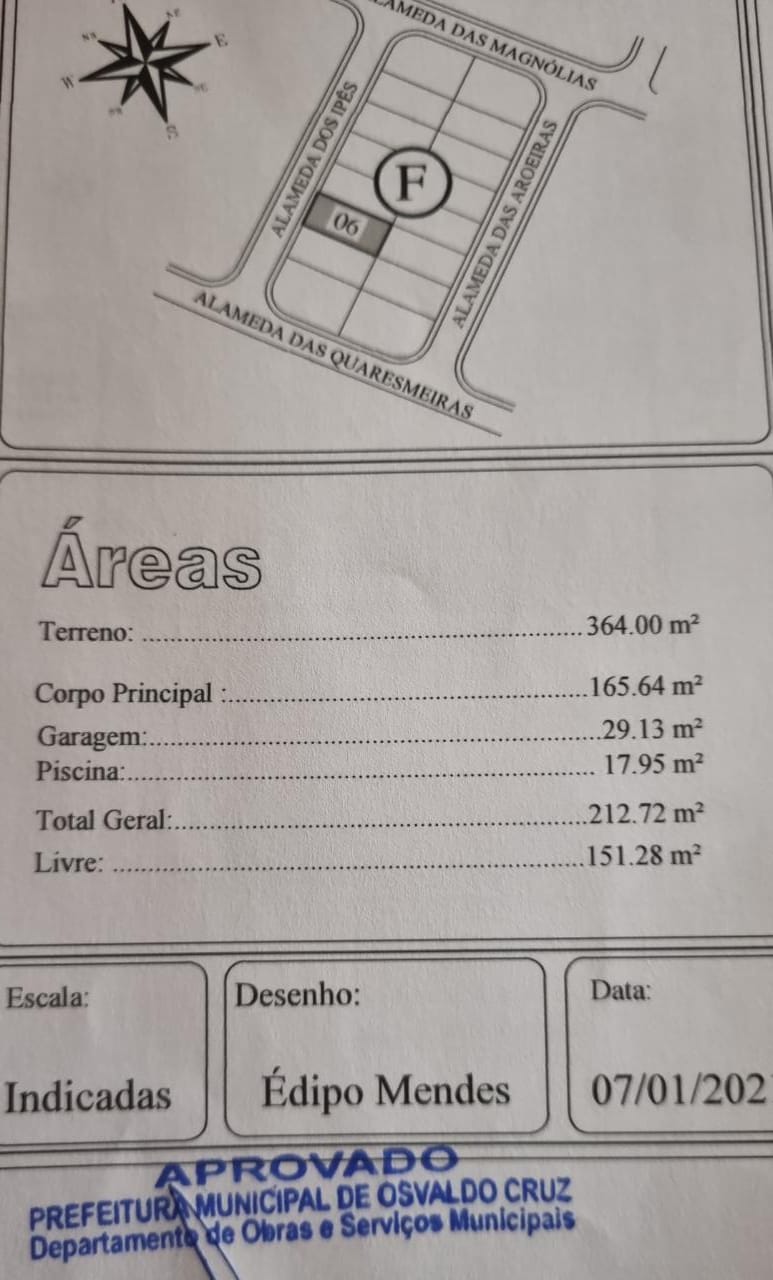 E
W
ALAMEDA DAS MAGNÓLIAS
ALAMEDA DOS IPÊS
F
ALAMEDA DAS AROEIRAS
06
ALAMEDA DAS QUARESMEIRAS
Áreas
Terreno: 364.00 m²
Corpo Principal : 165.64 m²
Garagem: 29.13 m²
Piscina: 17.95 m²
Total Geral: 212.72 m²
Livre: 151.28 m²
Escala:
Indicadas
Desenho:
Édipo Mendes
Data:
07/01/202
APROVADO
PREFEITURA MUNICIPAL DE OSVALDO CRUZ
Departamento de Obras e Serviços Municipais